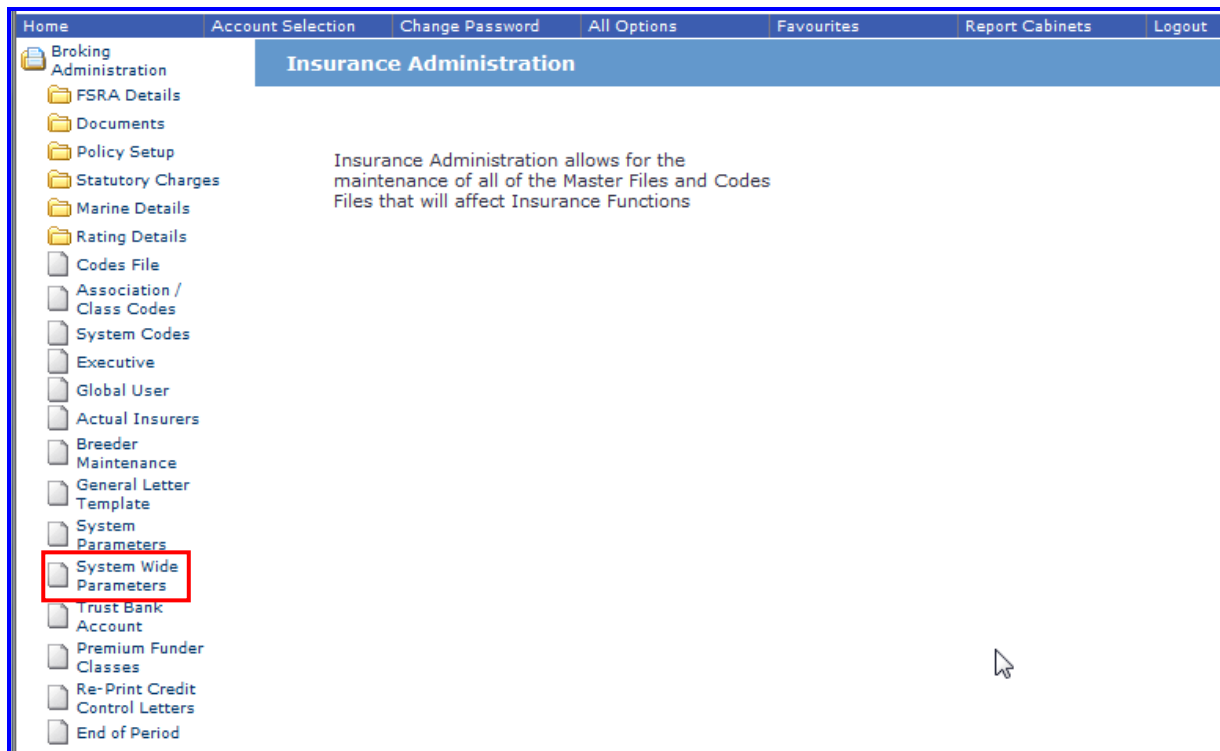 Home Account Selection Change Password All Options Favourites Report Cabinets Logout
Broking
Administration
Insurance Administration
FSRA Details
Documents
Policy Setup
Statutory Charges
Marine Details
Rating Details
Codes File
Association /
Class Codes
System Codes
Executive
Global User
Actual Insurers
Breeder
Maintenance
General Letter
Template
System
Parameters
System Wide
Parameters
Trust Bank
Account
Premium Funder
Classes
Re-Print Credit
Control Letters
End of Period
Insurance Administration allows for the
maintenance of all of the Master Files and Codes
Files that will affect Insurance Functions